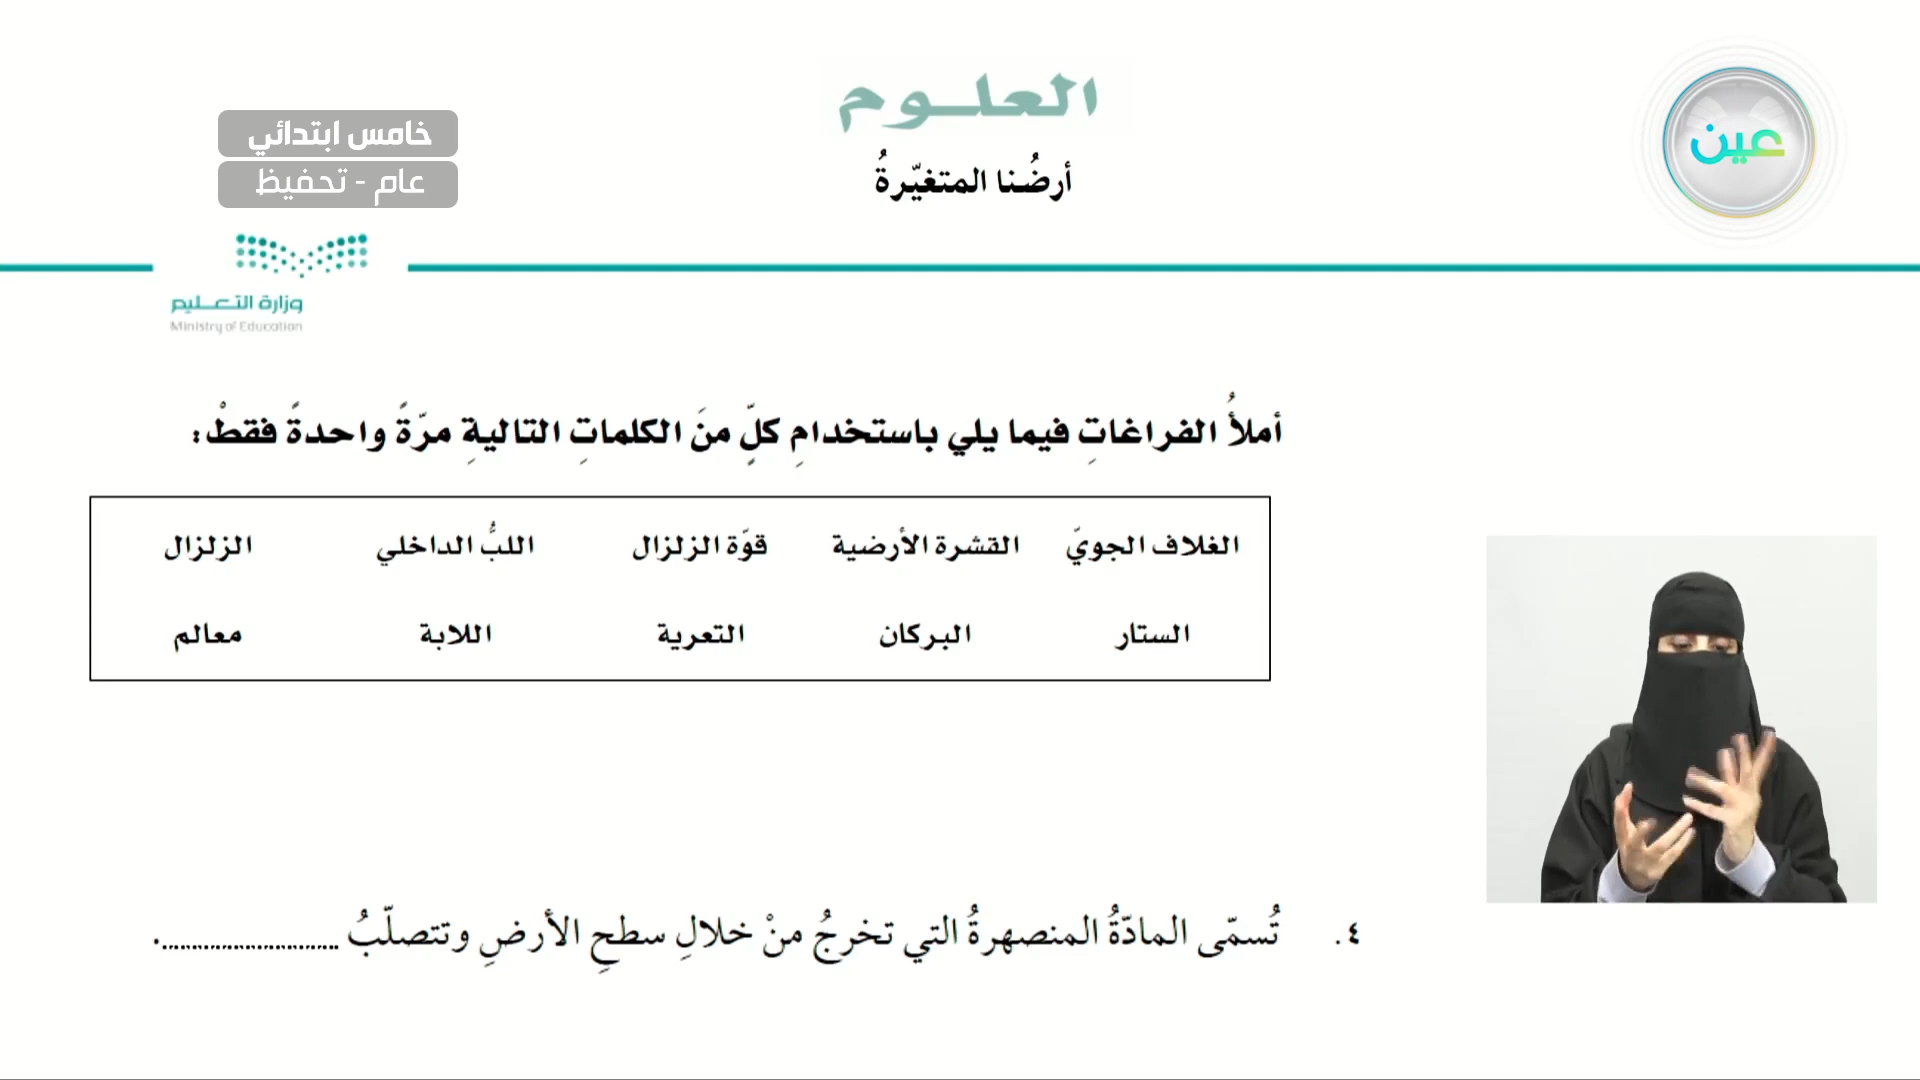 العلوم
أرضُنا المتغيّرةُ
عين
خامس ابتدائي
عام - تحفيظ
وزارة التعليم
Ministry of Education
أملأُ الفراغاتِ فيما يلي باستخدامِ كلٍّ منَ الكلماتِ التاليةِ مرّةً واحدةً فقطْ:
الغلاف الجويّ القشرة الأرضية قوّة الزلزال اللبُّ الداخلي الزلزال
الستار البركان التعرية اللابة معالم
٤. تُسمّى المادّةُ المنصهرةُ التي تخرجُ منْ خلالِ سطحِ الأرضِ وتتصلّبُ ...........................